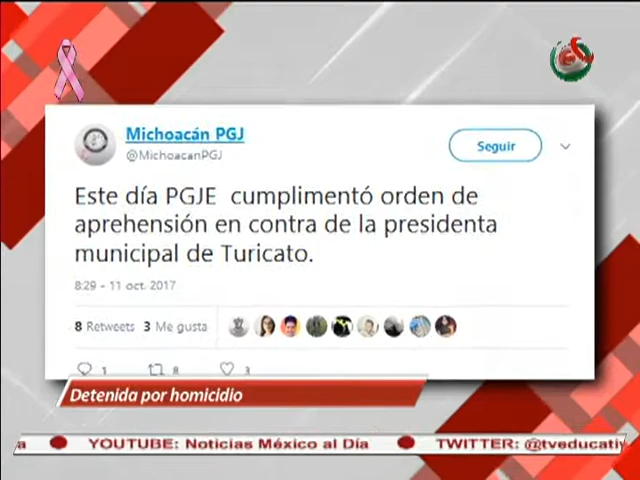 Michoacán PGJ
@MichoacanPGJ
Seguir
Este día PGJE cumplimentó orden de
aprehensión en contra de la presidenta
municipal de Turicato.
8:29 - 11 oct. 2017
8 Retweets 3 Me gusta
1 8 3
Detenida por homicidio
a YOUTUBE: Noticias México al Día TWITTER: @tveducativ